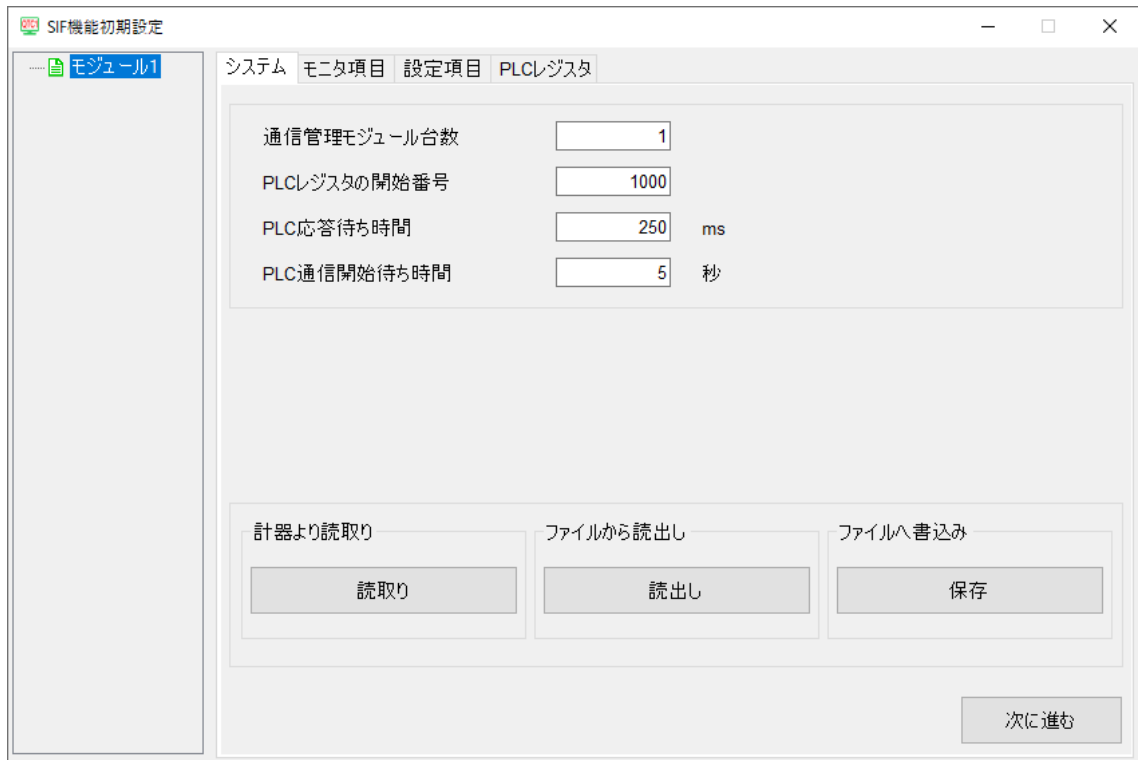 QTC1 SIF機能初期設定
モジュール1
システム モニタ項目 設定項目 PLCレジスタ
通信管理モジュール台数 1
PLCレジスタの開始番号 1000
PLC応答待ち時間 250 ms
PLC通信開始待ち時間 5 秒
計器より読取り ファイルから読出し ファイルへ書込み
読取り 読出し 保存
次に進む